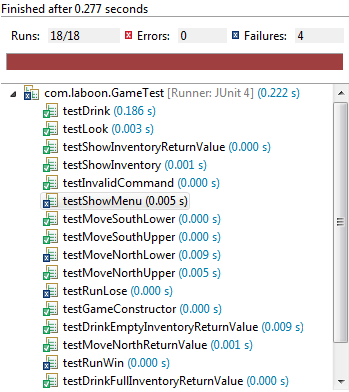 Finished after 0.277 seconds
Runs: 18/18 Errors: 0 Failures: 4
com.laboon.GameTest [Runner: JUnit 4] (0.222 s)
testDrink (0.186 s)
testLook (0.003 s)
testShowInventoryReturnValue (0.000 s)
testShowInventory (0.001 s)
testInvalidCommand (0.000 s)
testShowMenu (0.005 s)
testMoveSouthLower (0.000 s)
testMoveSouthUpper (0.000 s)
testMoveNorthLower (0.009 s)
testMoveNorthUpper (0.005 s)
testRunLose (0.000 s)
testGameConstructor (0.000 s)
testDrinkEmptyInventoryReturnValue (0.009 s)
testMoveNorthReturnValue (0.001 s)
testRunWin (0.000 s)
testDrinkFullInventoryReturnValue (0.000 s)